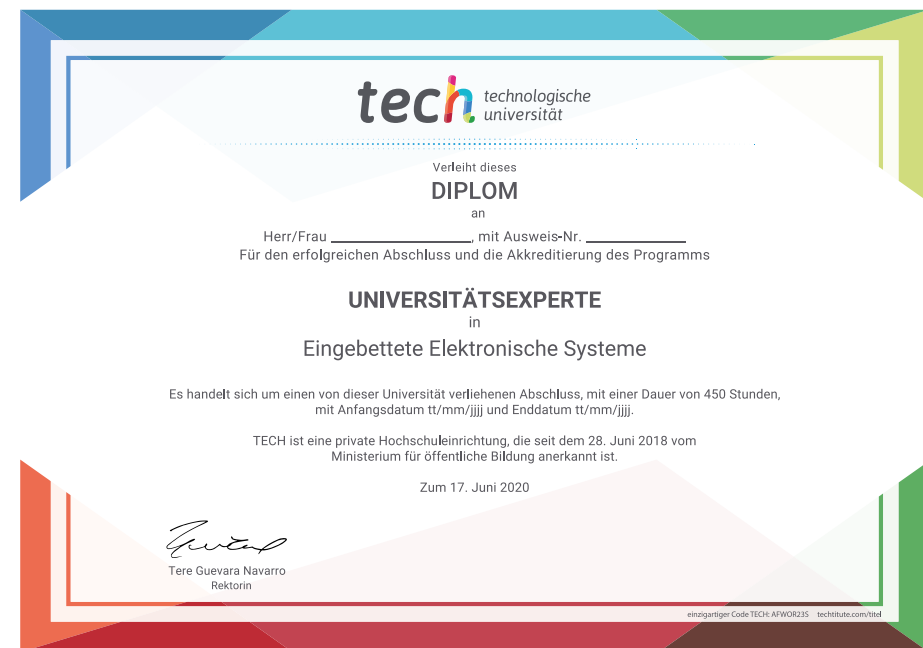 tech technologische
universität
Verleiht dieses
DIPLOM
an
Herr/Frau ____________________, mit Ausweis-Nr. ______________
Für den erfolgreichen Abschluss und die Akkreditierung des Programms
UNIVERSITÄTSEXPERTE
in
Eingebettete Elektronische Systeme
Es handelt sich um einen von dieser Universität verliehenen Abschluss, mit einer Dauer von 450 Stunden,
mit Anfangsdatum tt/mm/jjjj und Enddatum tt/mm/jjjj.
TECH ist eine private Hochschuleinrichtung, die seit dem 28. Juni 2018 vom
Ministerium für öffentliche Bildung anerkannt ist.
Zum 17. Juni 2020
Tere Guevara Navarro
Rektorin
einzigartiger Code TECH: AFWOR23S techtitute.com/titel